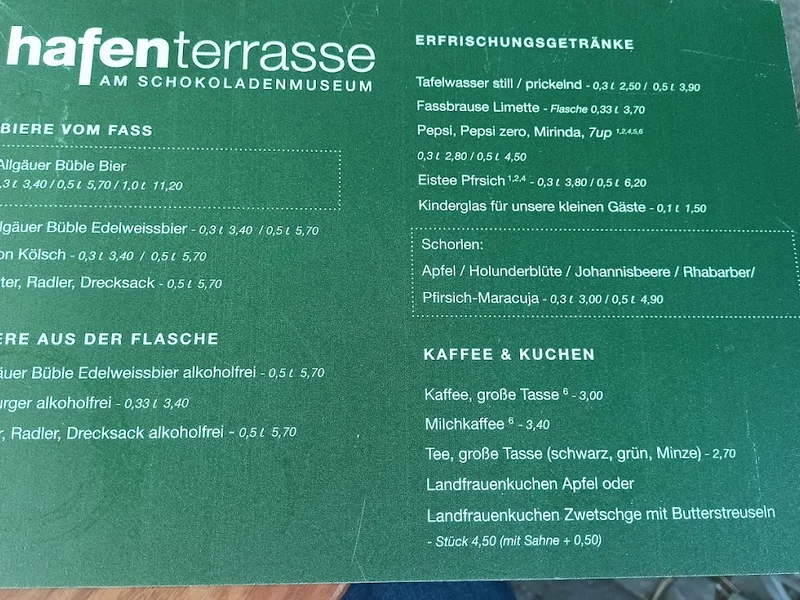 hafenterrasse
AM SCHOKOLADENMUSEUM
BIERE VOM FASS
Allgäuer Büble Bier
3,40 / 0,5 ℓ 5,70 / 1,0 ℓ 11,20
Büble Edelweissbier - 0,3 ℓ 3,40 / 0,5 ℓ 5,70
Kölsch - 0,3 ℓ 3,40 / 0,5 ℓ 5,70
Radler, Drecksack - 0,5 ℓ 5,70
AUS DER FLASCHE
Büble Edelweissbier alkoholfrei - 0,5 ℓ 5,70
alkoholfrei - 0,33 ℓ 3,40
Radler, Drecksack alkoholfrei - 0,5 ℓ 5,70
ERFRISCHUNGSGETRÄNKE
Tafelwasser still / prickelnd - 0,3 ℓ 2,50 / 0,5 ℓ 3,90
Fassbrause Limette - Flasche 0,33 ℓ 3,70
Pepsi, Pepsi zero, Mirinda, 7up 1,2,4,5,6
0,3 ℓ 2,80 / 0,5 ℓ 4,50
Eistee Pfrsich 1,2,4 - 0,3 ℓ 3,80 / 0,5 ℓ 6,20
Kinderglas für unsere kleinen Gäste - 0,1 ℓ 1,50
Schorlen:
Apfel / Holunderblüte / Johannisbeere / Rhabarber/
Pfirsich-Maracuja - 0,3 ℓ 3,00 / 0,5 ℓ 4,90
KAFFEE & KUCHEN
Kaffee, große Tasse 6 - 3,00
Milchkaffee 6 - 3,40
Tee, große Tasse (schwarz, grün, Minze) - 2,70
Landfrauenkuchen Apfel oder
Landfrauenkuchen Zwetschge mit Butterstreuseln
- Stück 4,50 (mit Sahne + 0,50)